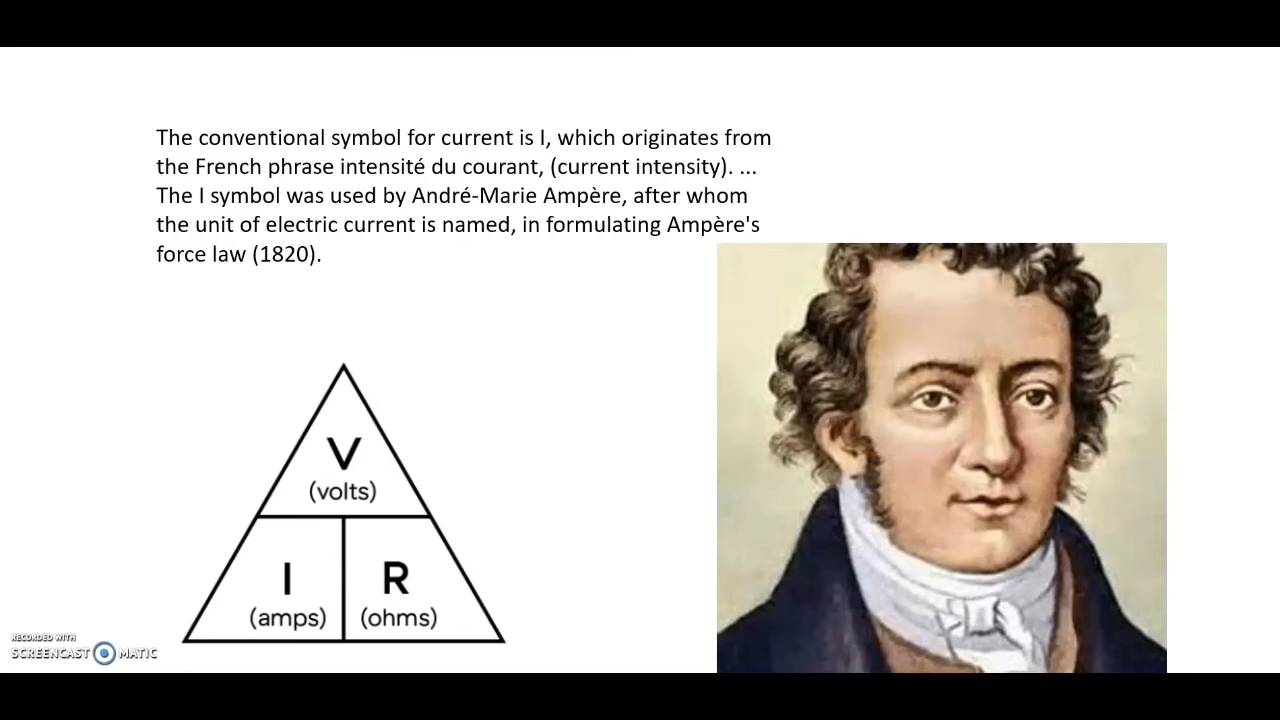 The conventional symbol for current is I, which originates from
the French phrase intensité du courant, (current intensity). ...
The I symbol was used by André-Marie Ampère, after whom
the unit of electric current is named, in formulating Ampère's
force law (1820).
V
(volts)
I
(amps)
R
(ohms)
RECORDED WITH
SCREENCAST MATIC